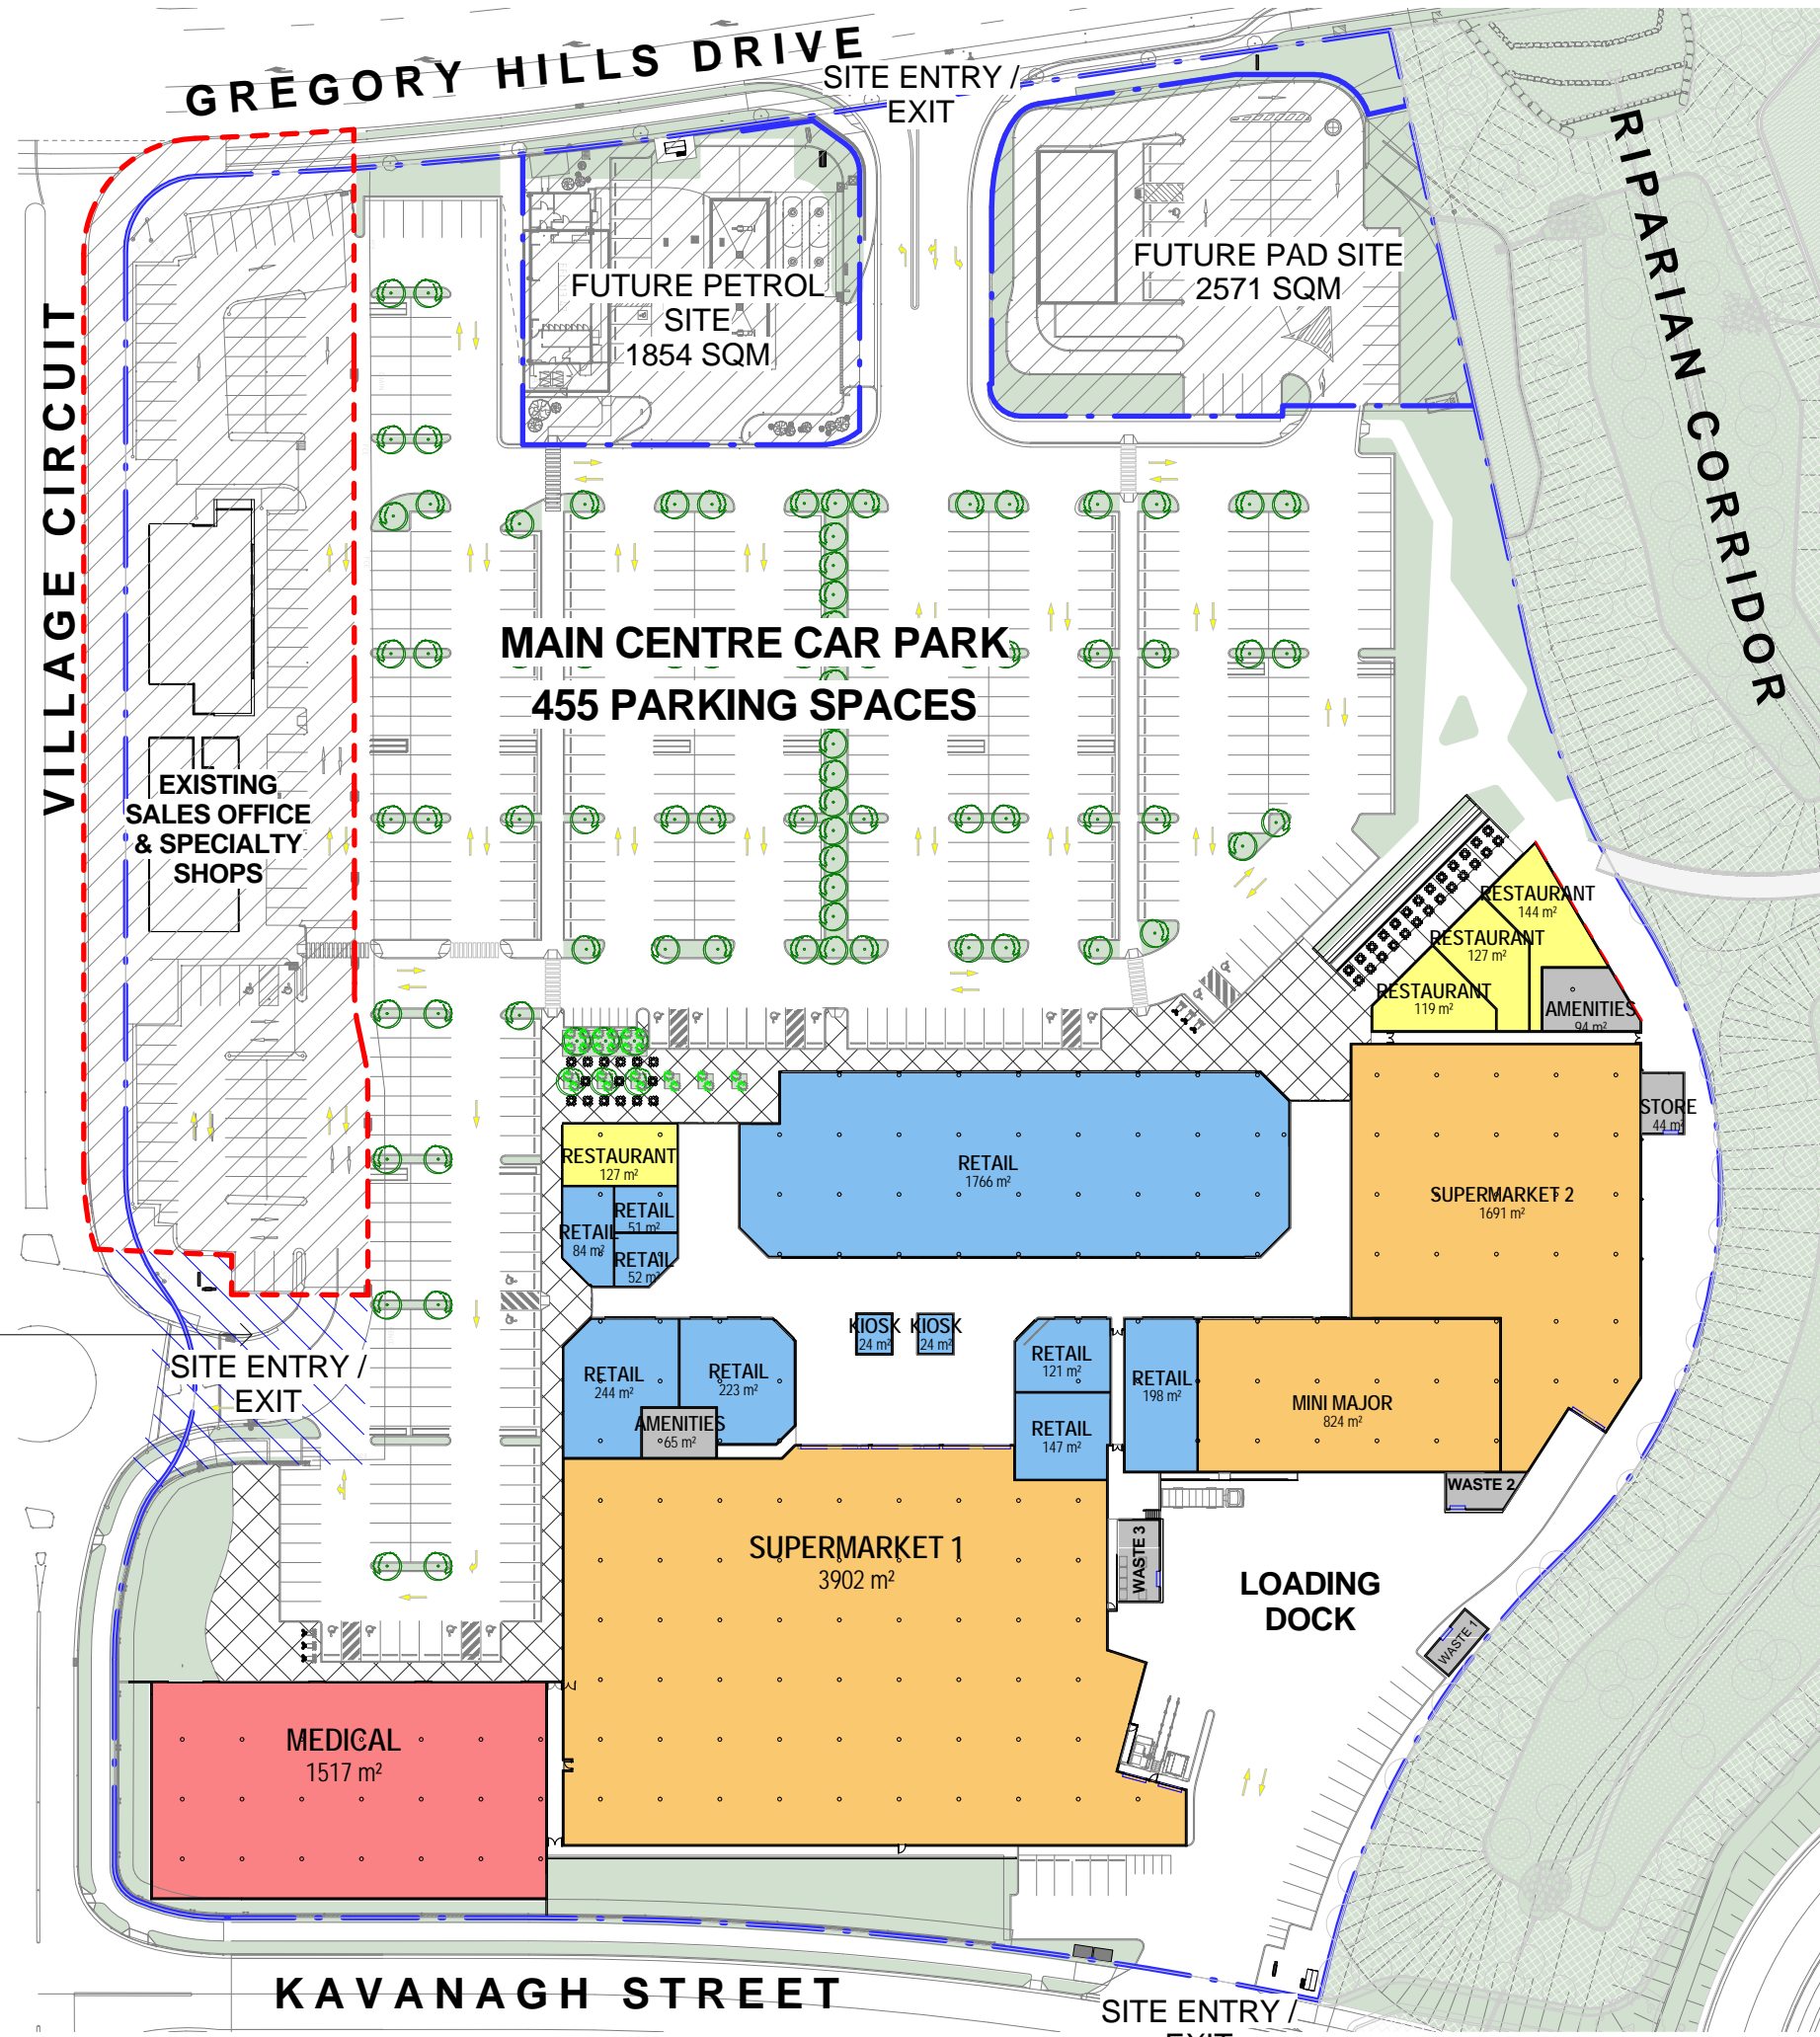 GREGORY HILLS DRIVE
SITE ENTRY /
EXIT
RIPARIAN CORRIDOR
VILLAGE CIRCUIT
FUTURE PETROL
SITE
1854 SQM
FUTURE PAD SITE
2571 SQM
MAIN CENTRE CAR PARK
455 PARKING SPACES
EXISTING
SALES OFFICE
& SPECIALTY
SHOPS
RESTAURANT
144 m²
RESTAURANT
127 m²
RESTAURANT
119 m²
AMENITIES
94 m²
STORE
44 m²
RESTAURANT
127 m²
RETAIL
1766 m²
SUPERMARKET 2
1691 m²
RETAIL
84 m²
RETAIL
51 m²
RETAIL
52 m²
KIOSK
24 m²
KIOSK
24 m²
RETAIL
244 m²
RETAIL
223 m²
AMENITIES
65 m²
RETAIL
121 m²
RETAIL
147 m²
RETAIL
198 m²
MINI MAJOR
824 m²
SITE ENTRY /
EXIT
WASTE 2
WASTE 3
WASTE 1
SUPERMARKET 1
3902 m²
LOADING
DOCK
MEDICAL
1517 m²
KAVANAGH STREET
SITE ENTRY /
EXIT